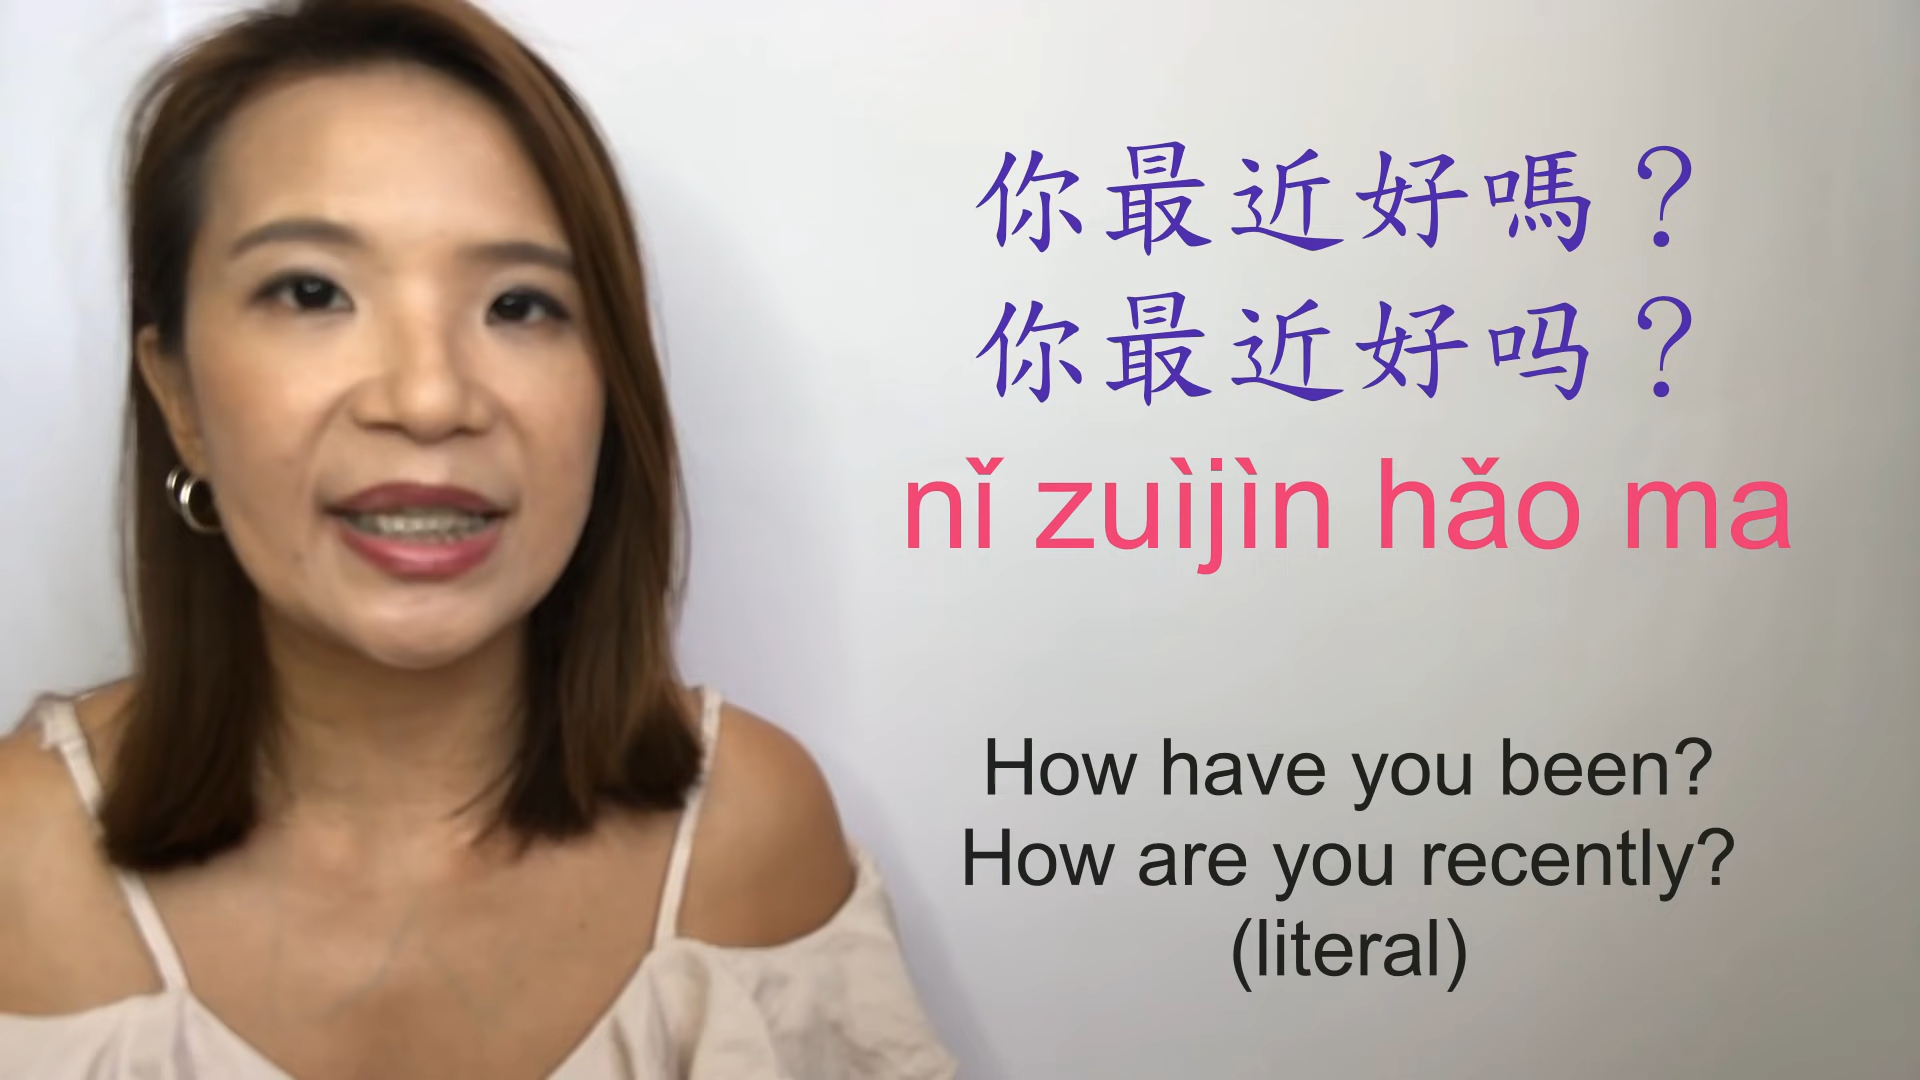 你最近好嗎？
你最近好吗？
nǐ zuìjìn hǎo ma
How have you been?
How are you recently?
(literal)